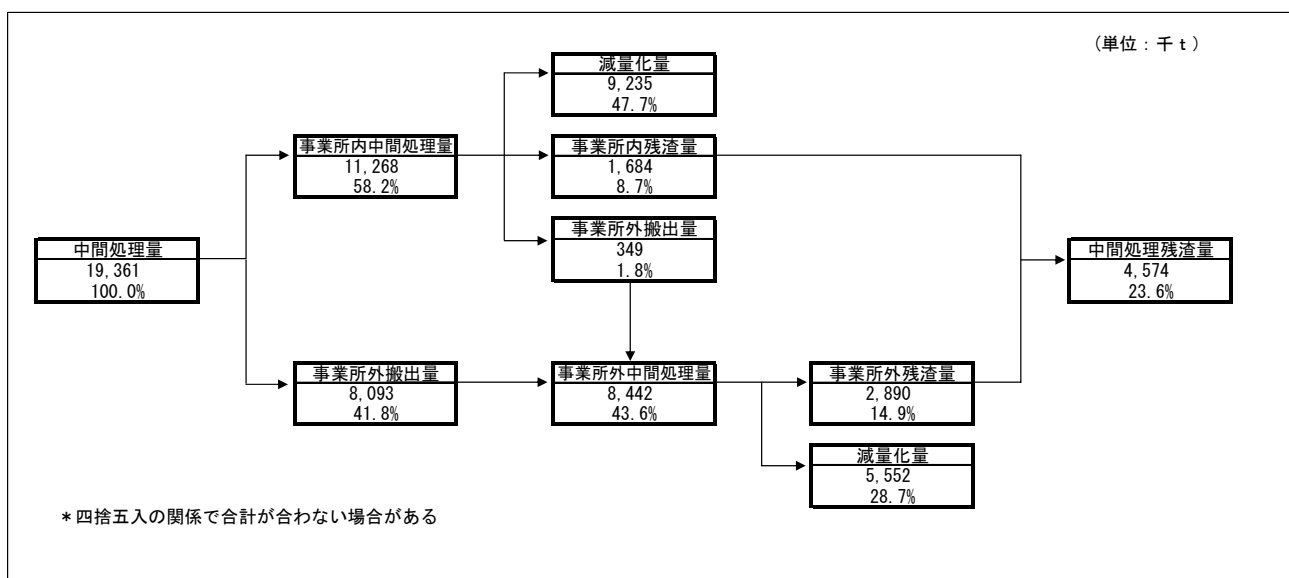 (単位:千t)
減量化量
9,235
47.7%
事業所内中間処理量
11,268
58.2%
事業所内残渣量
1,684
8.7%
事業所外搬出量
349
1.8%
中間処理量
19,361
100.0%
中間処理残渣量
4,574
23.6%
事業所外搬出量
8,093
41.8%
事業所外中間処理量
8,442
43.6%
事業所外残渣量
2,890
14.9%
減量化量
5,552
28.7%
*四捨五入の関係で合計が合わない場合がある